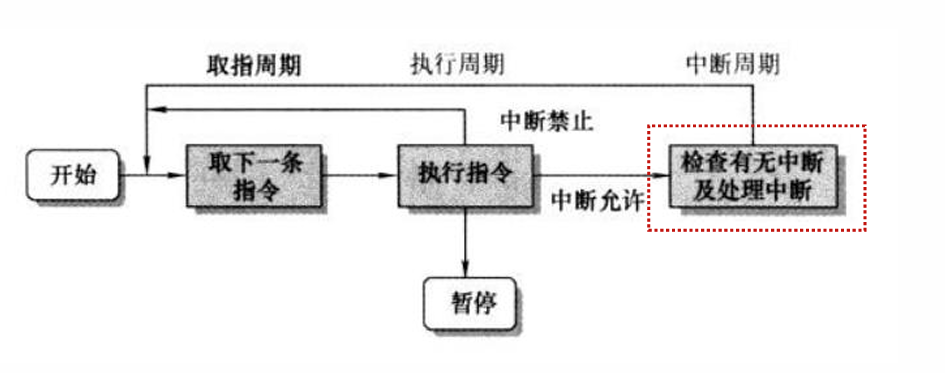 取指周期 执行周期 中断周期
中断禁止
开始
取下一条
指令
执行指令
中断允许
检查有无中断
及处理中断
暂停